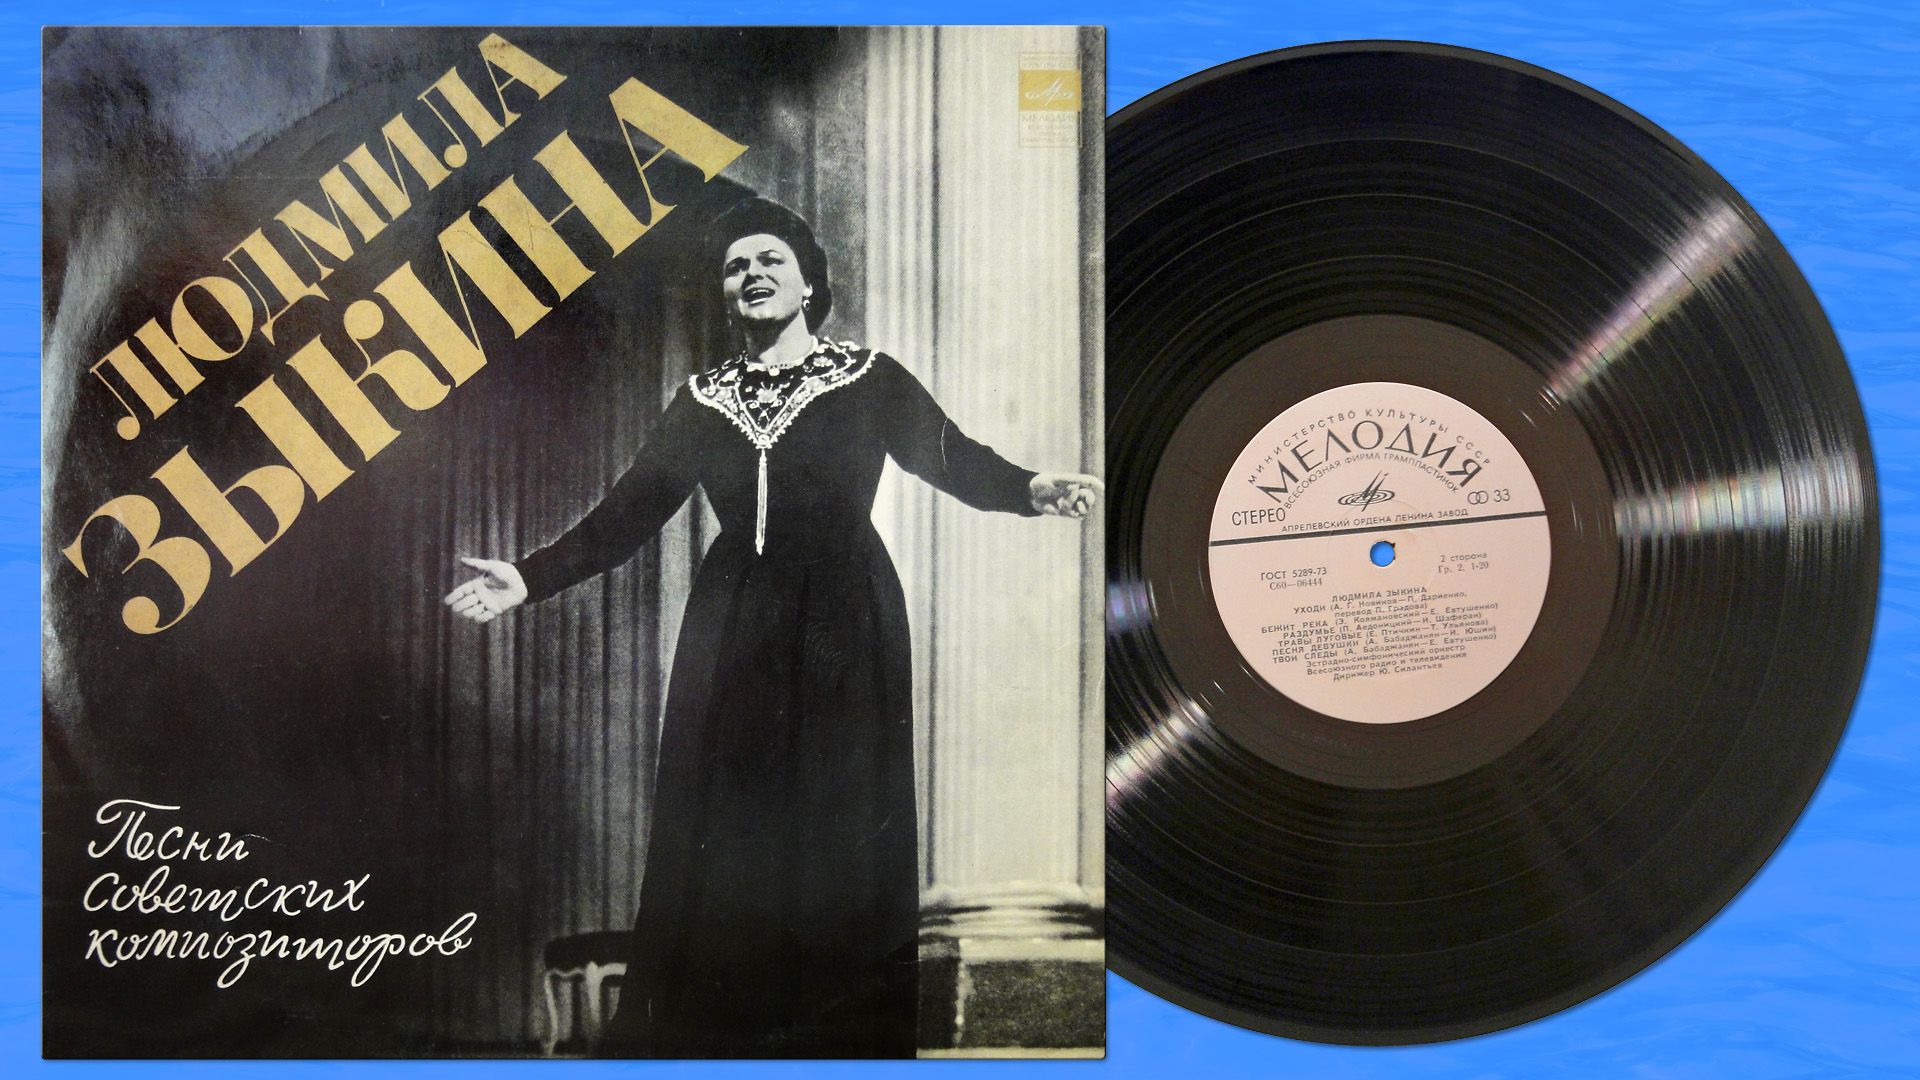 ЛЮДМИЛА
ЗЫКИНА
МЕЛОДИЯ
Песни
советских
композиторов
МИНИСТЕРСТВО КУЛЬТУРЫ СССР
МЕЛОДИЯ
ВСЕСОЮЗНАЯ ФИРМА ГРАМПЛАСТИНОК
СТЕРЕО
33
АПРЕЛЕВСКИЙ ОРДЕНА ЛЕНИНА ЗАВОД
ГОСТ 5289-73
С60—06444
2 сторона
Гр. 2. 1-20
ЛЮДМИЛА ЗЫКИНА
УХОДИ (А. Г. Новиков—П. Дариенко,
перевод П. Градова)
БЕЖИТ РЕКА (Э. Колмановский—Е. Евтушенко)
РАЗДУМЬЕ (П. Аедоницкий—И. Шаферан)
ТРАВЫ ЛУГОВЫЕ (Е. Птичкин—Т. Ульянова)
ПЕСНЯ ДЕВУШКИ (А. Бабаджанян—И. Юшин)
ТВОИ СЛЕДЫ (А. Бабаджанян—Е. Евтушенко)
Эстрадно-симфонический оркестр
Всесоюзного радио и телевидения
Дирижер Ю. Силантьев